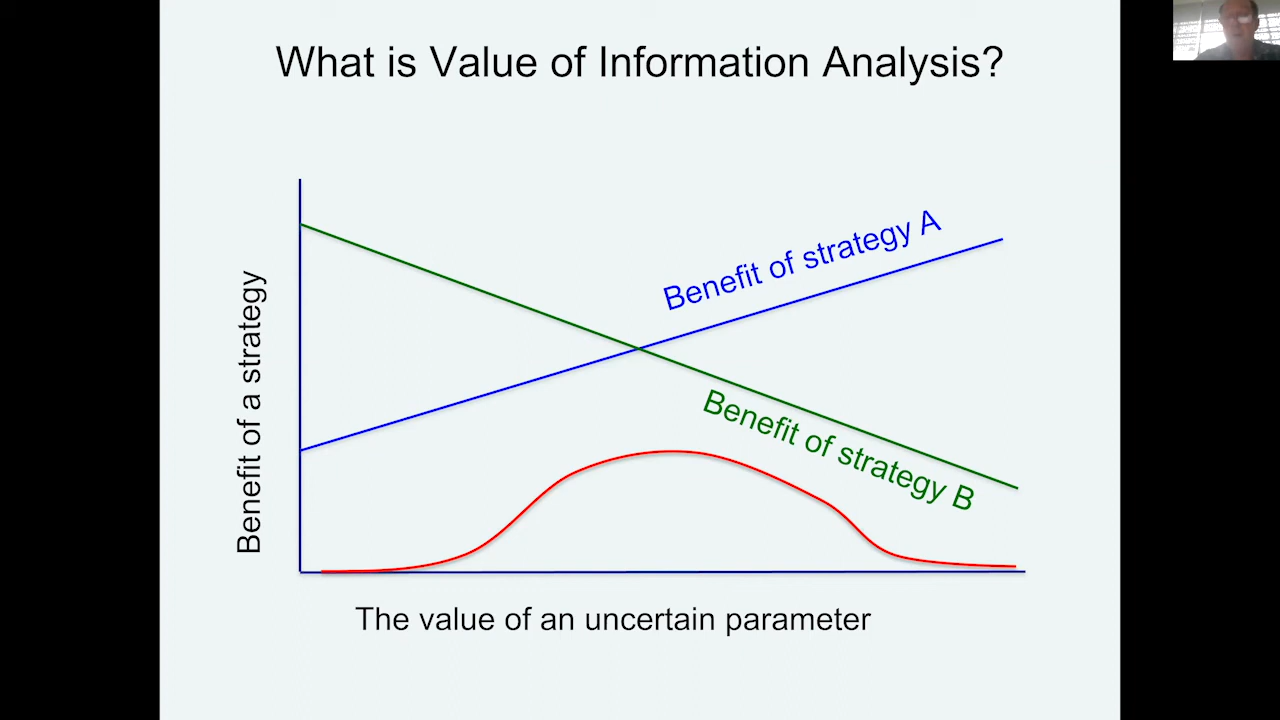 What is Value of Information Analysis?
Benefit of a strategy
Benefit of strategy A
Benefit of strategy B
The value of an uncertain parameter